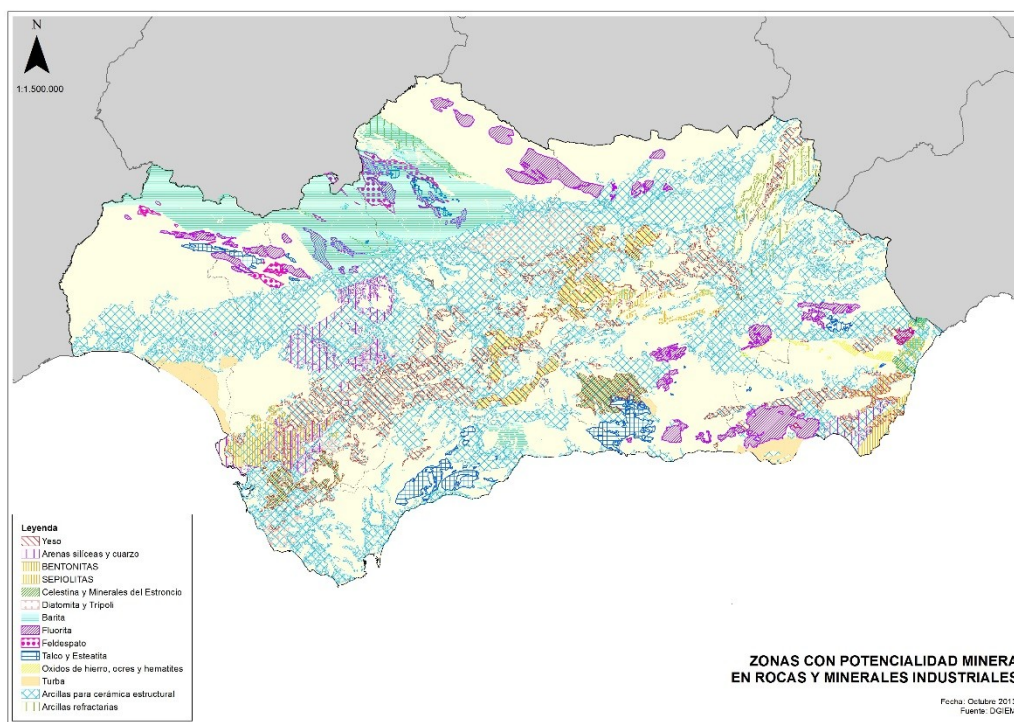 N
1:1.500.000
Leyenda
Yeso
Arenas silíceas y cuarzo
BENTONITAS
SEPIOLITAS
Celestina y Minerales del Estroncio
Diatomita y Trípoli
Barita
Fluorita
Feldespato
Talco y Esteatita
Oxidos de hierro, ocres y hematites
Turba
Arcillas para cerámica estructural
Arcillas refractarias
ZONAS CON POTENCIALIDAD MINERA
EN ROCAS Y MINERALES INDUSTRIALES
Fecha: Octubre 201
Fuente: DGIEM